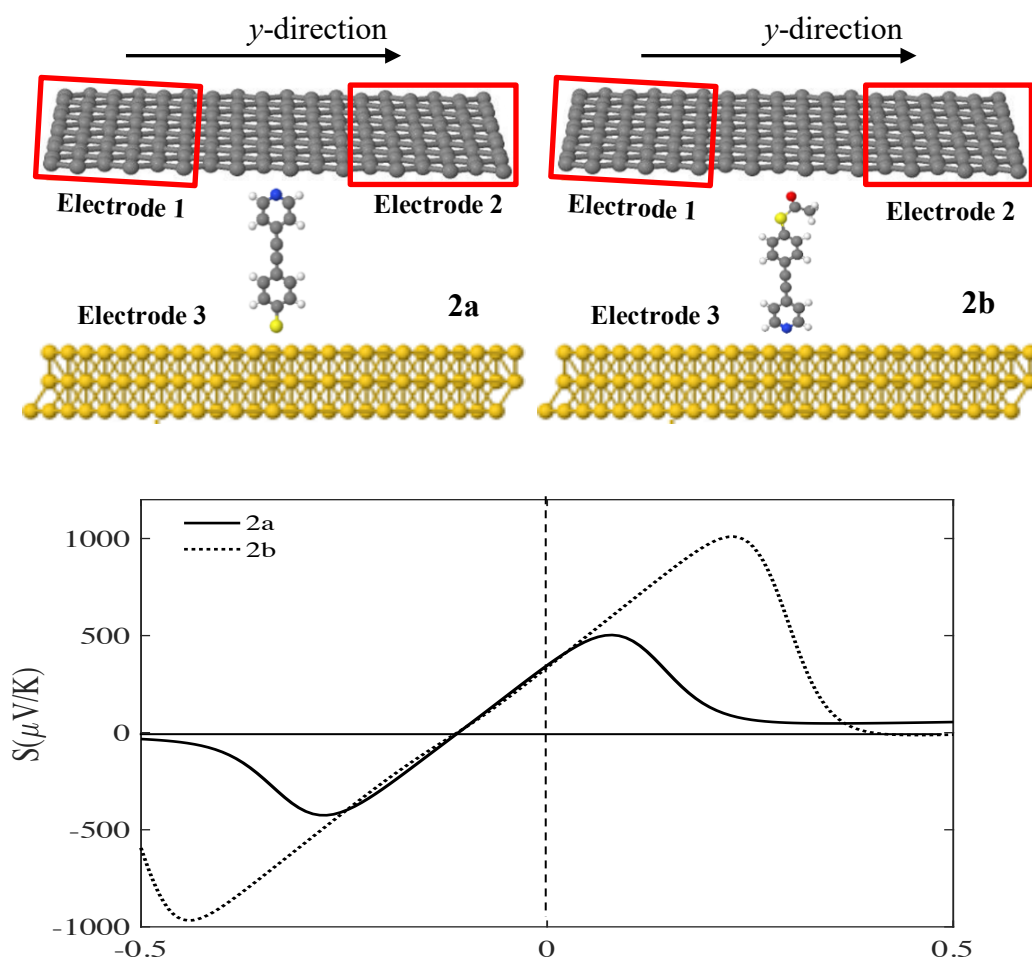 y-direction
y-direction
Electrode 1
Electrode 2
Electrode 1
Electrode 2
Electrode 3
2a
Electrode 3
2b
2a
2b
S(μV/K)
1000
500
0
-500
-1000
-0.5
0
0.5